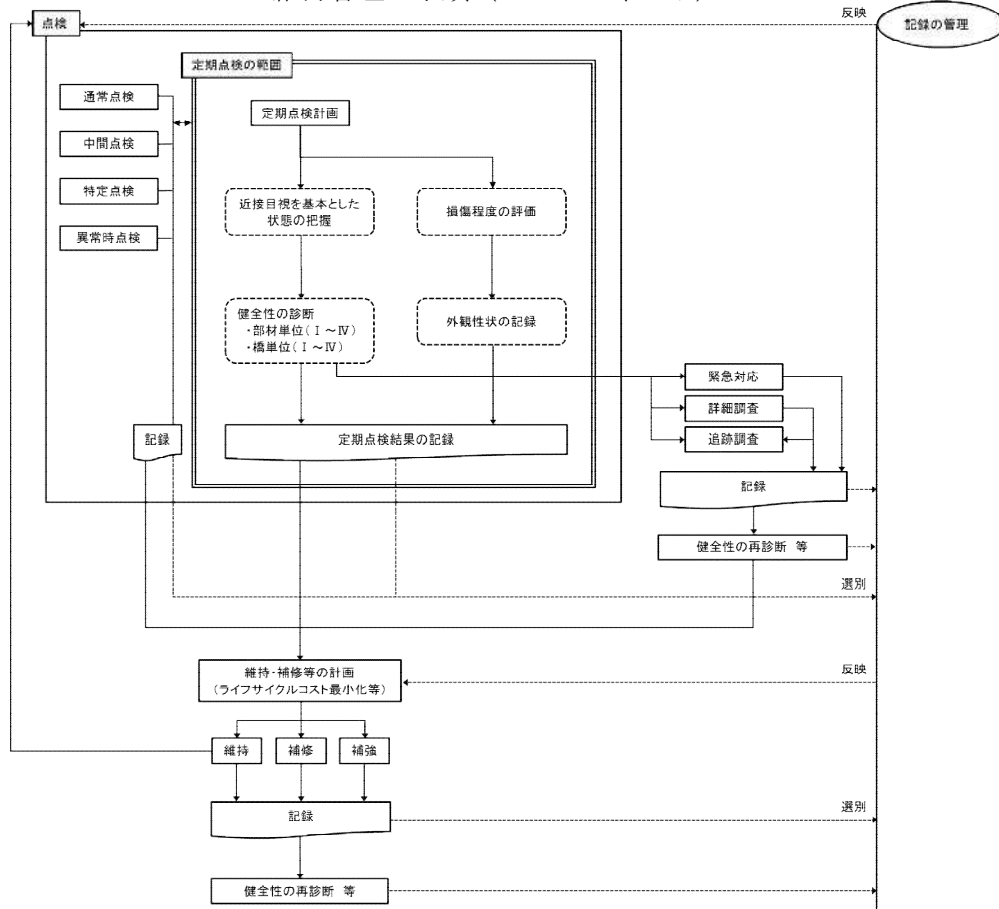 点検
反映
記録の管理
定期点検の範囲
通常点検
定期点検計画
中間点検
特定点検
近接目視を基本とした
状態の把握
損傷程度の評価
異常時点検
健全性の診断
・部材単位(Ⅰ~Ⅳ)
・橋単位(Ⅰ~Ⅳ)
外観性状の記録
緊急対応
詳細調査
追跡調査
記録
定期点検結果の記録
記録
健全性の再診断 等
選別
維持・補修等の計画
(ライフサイクルコスト最小化等)
反映
維持
補修
補強
記録
選別
健全性の再診断 等